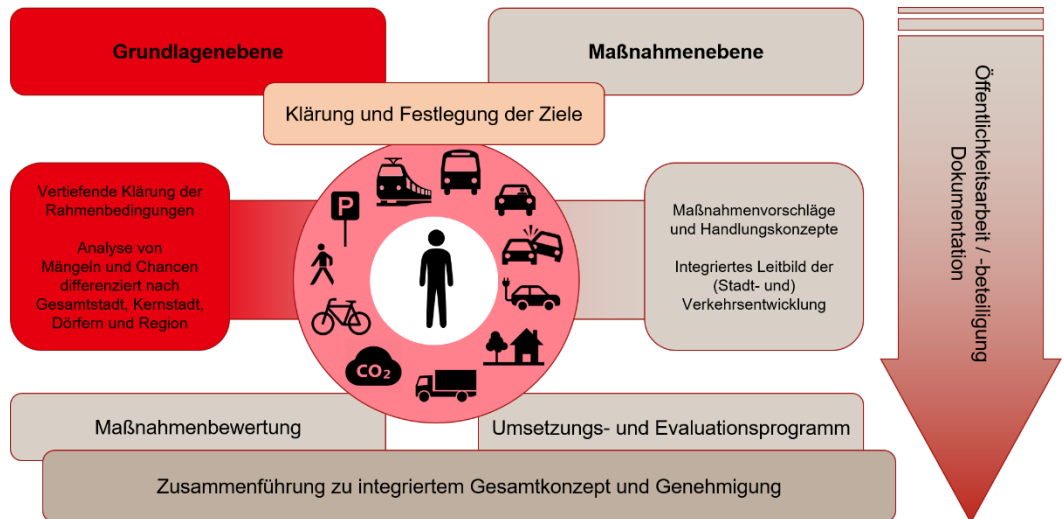 Grundlagenebene
Maßnahmenebene
Klärung und Festlegung der Ziele
Vertiefende Klärung der
Rahmenbedingungen
Analyse von
Mängeln und Chancen
differenziert nach
Gesamtstadt, Kernstadt,
Dörfern und Region
P
CO₂
Maßnahmenvorschläge
und Handlungskonzepte
Integriertes Leitbild der
(Stadt- und)
Verkehrsentwicklung
Maßnahmenbewertung
Umsetzungs- und Evaluationsprogramm
Zusammenführung zu integriertem Gesamtkonzept und Genehmigung
Öffentlichkeitsarbeit / -beteiligung
Dokumentation